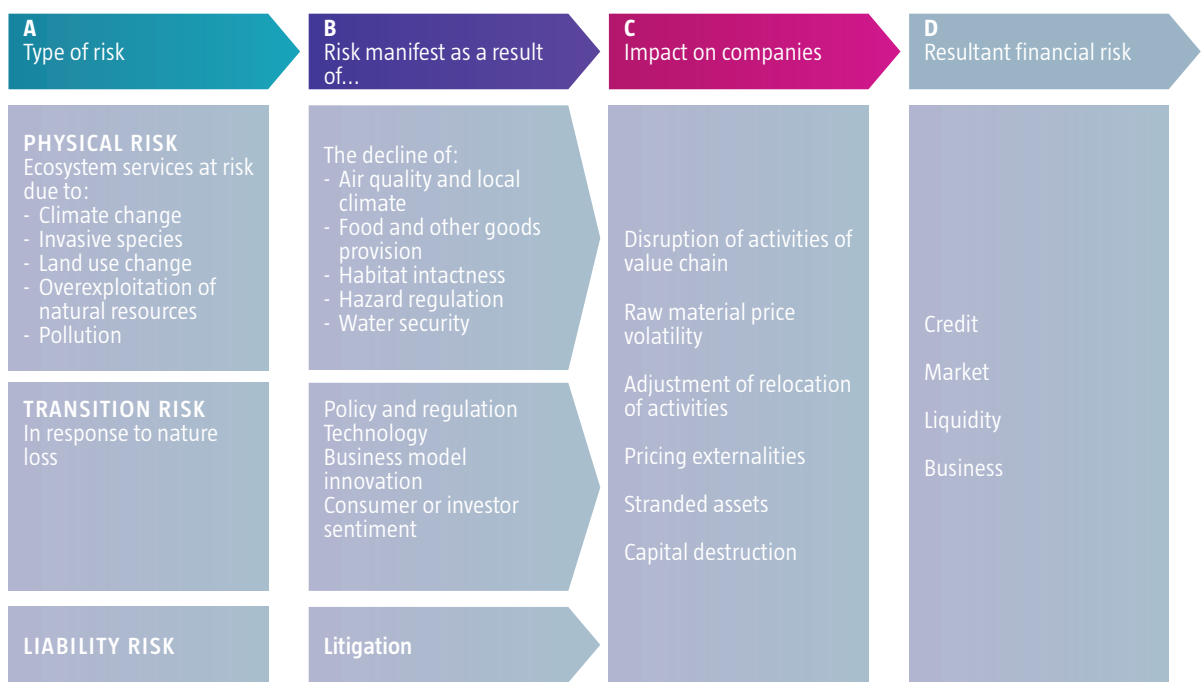 A
Type of risk
B
Risk manifest as a result
of...
C
Impact on companies
D
Resultant financial risk
PHYSICAL RISK
Ecosystem services at risk
due to:
- Climate change
- Invasive species
- Land use change
- Overexploitation of
natural resources
- Pollution
The decline of:
- Air quality and local
climate
- Food and other goods
provision
- Habitat intactness
- Hazard regulation
- Water security
TRANSITION RISK
In response to nature
loss
Policy and regulation
Technology
Business model
innovation
Consumer or investor
sentiment
LIABILITY RISK
Litigation
Disruption of activities of
value chain
Raw material price
volatility
Adjustment of relocation
of activities
Pricing externalities
Stranded assets
Capital destruction
Credit
Market
Liquidity
Business